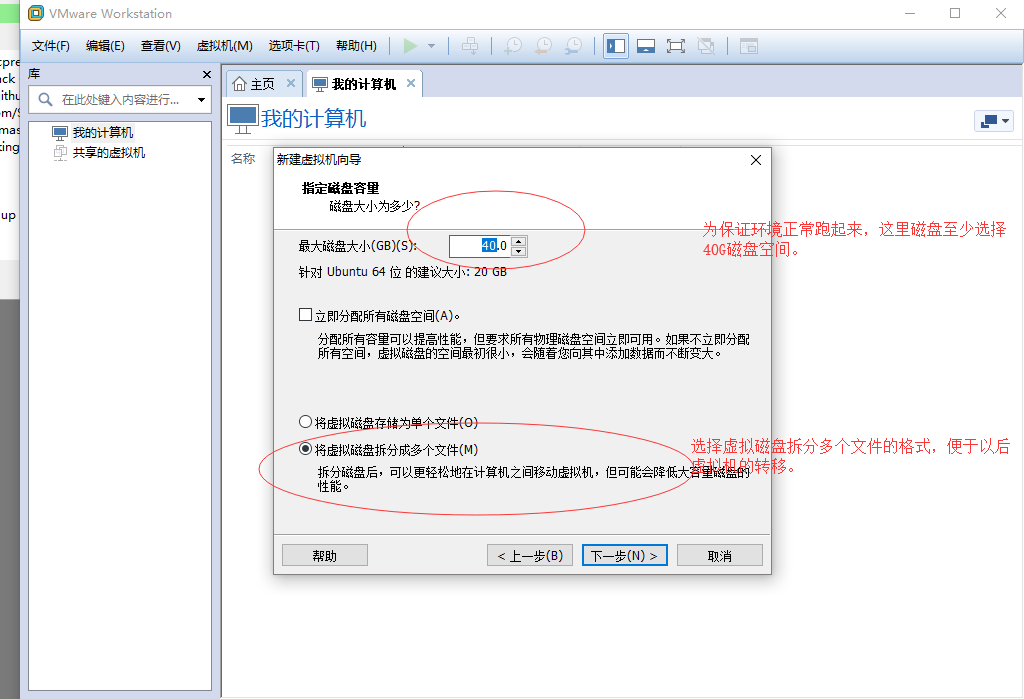 VMware Workstation
文件(F) 编辑(E) 查看(V) 虚拟机(M) 选项卡(T) 帮助(H)
库
在此处键入内容进行...
我的计算机
共享的虚拟机
主页
我的计算机
我的计算机
名称
新建虚拟机向导
指定磁盘容量
磁盘大小为多少?
最大磁盘大小(GB)(S): 40.0
针对 Ubuntu 64 位 的建议大小: 20 GB
立即分配所有磁盘空间(A)。
分配所有容量可以提高性能，但要求所有物理磁盘空间立即可用。如果不立即分配
所有空间，虚拟磁盘的空间最初很小，会随着您向其中添加数据而不断变大。
将虚拟磁盘存储为单个文件(O)
将虚拟磁盘拆分成多个文件(M)
拆分磁盘后，可以更轻松地在计算机之间移动虚拟机，但可能会降低大容量磁盘的
性能。
帮助 < 上一步(B) 下一步(N) > 取消
为保证环境正常跑起来，这里磁盘至少选择
40G磁盘空间。
选择虚拟磁盘拆分多个文件的格式，便于以后
虚拟机的转移。
up